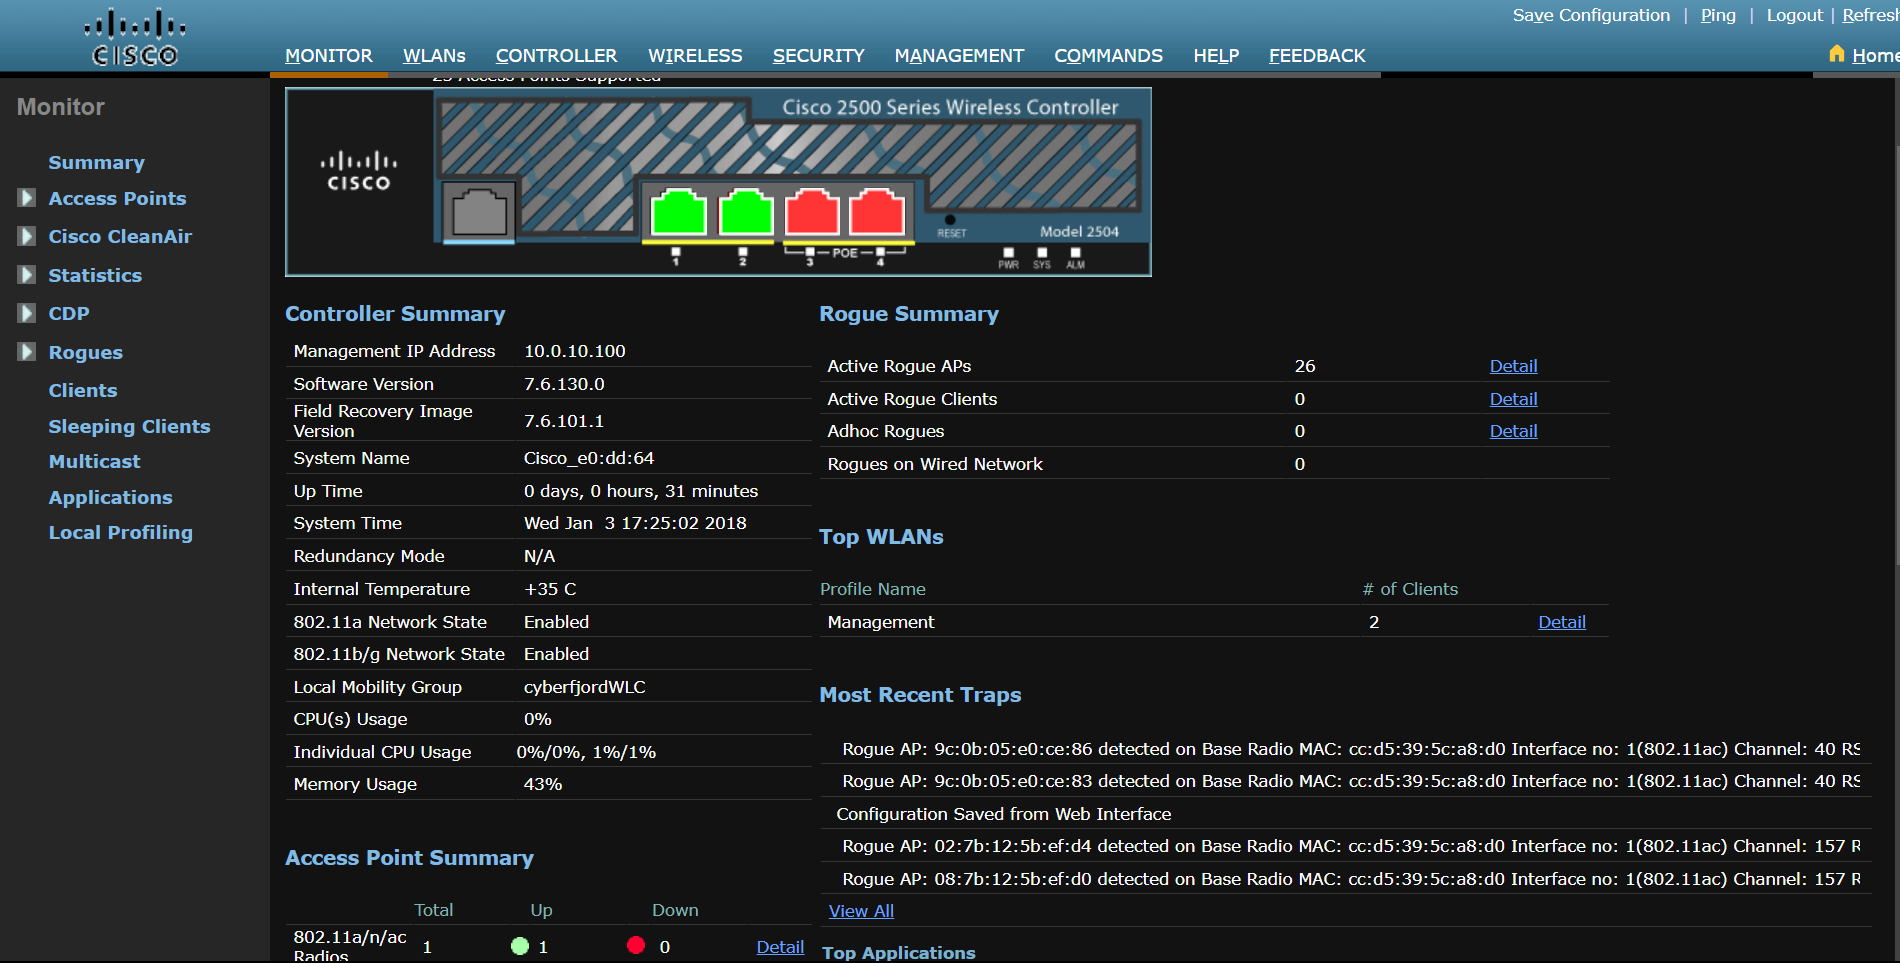 Save Configuration | Ping | Logout | Refresh
CISCO
MONITOR WLANs CONTROLLER WIRELESS SECURITY MANAGEMENT COMMANDS HELP FEEDBACK
Home
25 Access Points Supported
Monitor
Summary
Access Points
Cisco CleanAir
Statistics
CDP
Rogues
Clients
Sleeping Clients
Multicast
Applications
Local Profiling
Cisco 2500 Series Wireless Controller
CISCO
RESET
Model 2504
1 2 3 POE 4
PWR SYS ALM
Controller Summary
Management IP Address 10.0.10.100
Software Version 7.6.130.0
Field Recovery Image
Version 7.6.101.1
System Name Cisco_e0:dd:64
Up Time 0 days, 0 hours, 31 minutes
System Time Wed Jan 3 17:25:02 2018
Redundancy Mode N/A
Internal Temperature +35 C
802.11a Network State Enabled
802.11b/g Network State Enabled
Local Mobility Group cyberfjordWLC
CPU(s) Usage 0%
Individual CPU Usage 0%/0%, 1%/1%
Memory Usage 43%
Access Point Summary
Total Up Down
802.11a/n/ac
Radios 1 1 0 Detail
Rogue Summary
Active Rogue APs 26 Detail
Active Rogue Clients 0 Detail
Adhoc Rogues 0 Detail
Rogues on Wired Network 0
Top WLANs
Profile Name # of Clients
Management 2 Detail
Most Recent Traps
Rogue AP: 9c:0b:05:e0:ce:86 detected on Base Radio MAC: cc:d5:39:5c:a8:d0 Interface no: 1(802.11ac) Channel: 40 RS
Rogue AP: 9c:0b:05:e0:ce:83 detected on Base Radio MAC: cc:d5:39:5c:a8:d0 Interface no: 1(802.11ac) Channel: 40 RS
Configuration Saved from Web Interface
Rogue AP: 02:7b:12:5b:ef:d4 detected on Base Radio MAC: cc:d5:39:5c:a8:d0 Interface no: 1(802.11ac) Channel: 157 R
Rogue AP: 08:7b:12:5b:ef:d0 detected on Base Radio MAC: cc:d5:39:5c:a8:d0 Interface no: 1(802.11ac) Channel: 157 R
View All
Top Applications